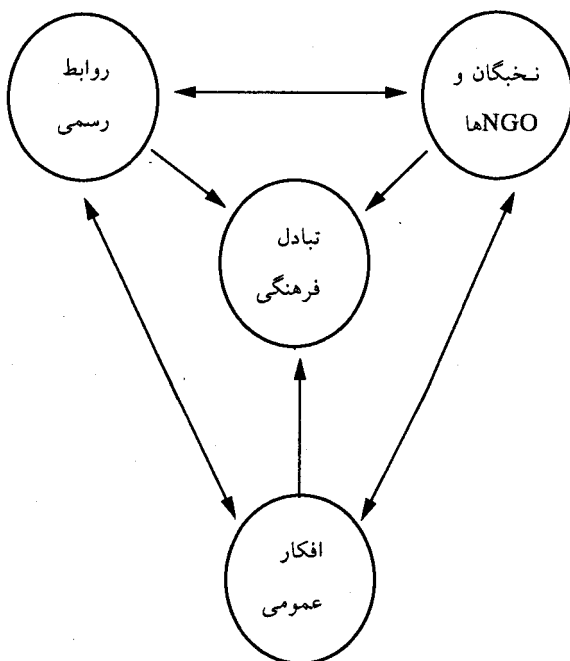 نخبگان و
NGOها
روابط
رسمی
تبادل
فرهنگی
افکار
عمومی